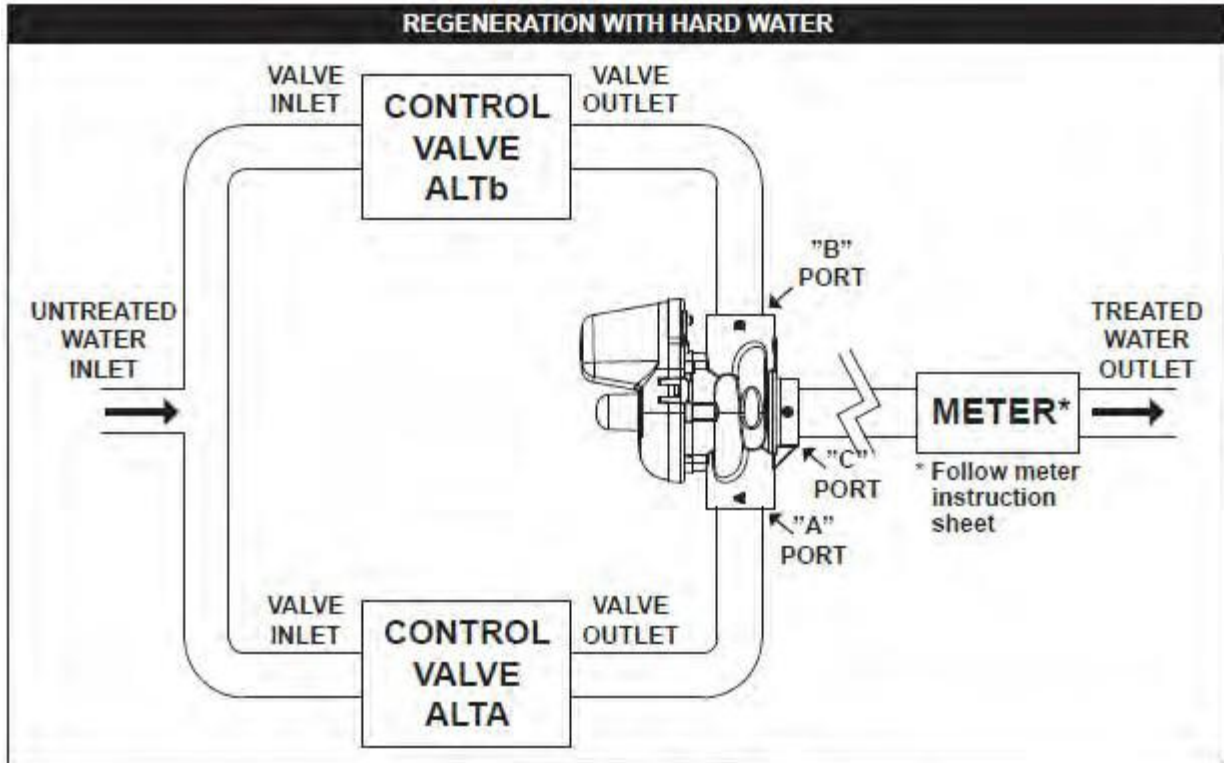 REGENERATION WITH HARD WATER
VALVE
INLET
CONTROL
VALVE
ALTb
VALVE
OUTLET
"B"
PORT
UNTREATED
WATER
INLET
TREATED
WATER
OUTLET
B
C
A
METER*
"C"
PORT
* Follow meter
instruction
sheet
"A"
PORT
VALVE
INLET
CONTROL
VALVE
ALTA
VALVE
OUTLET